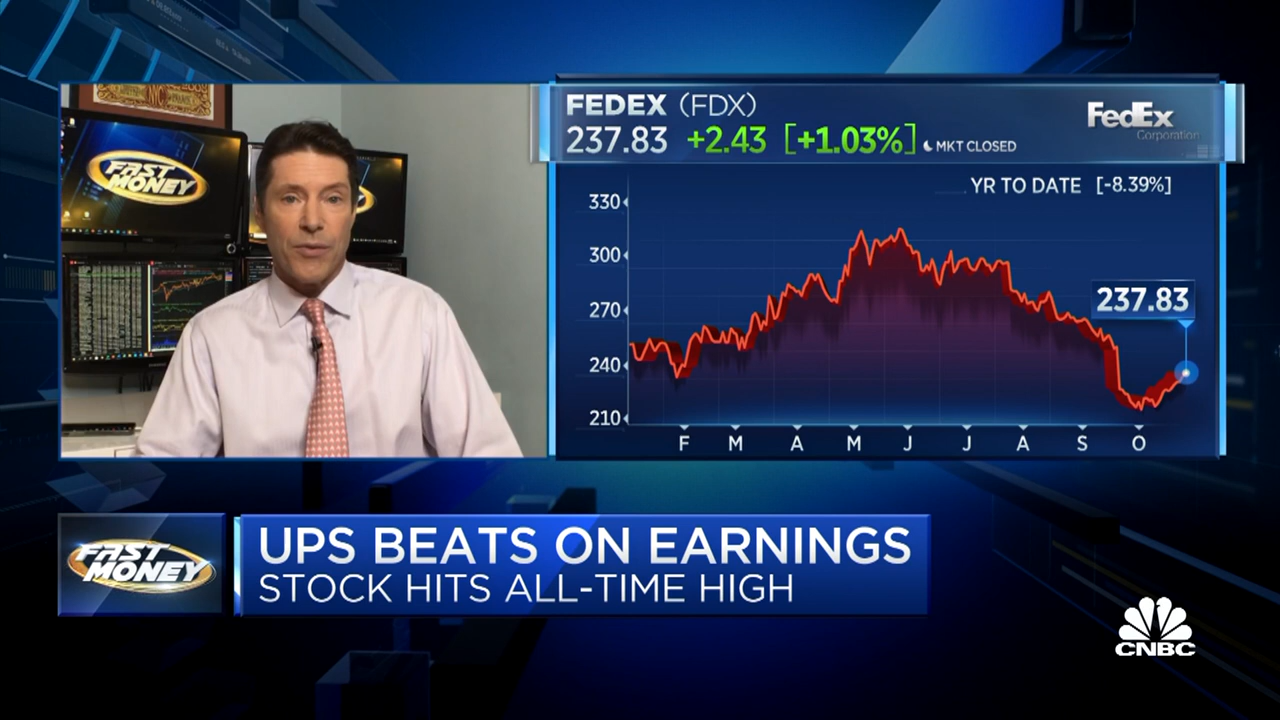 FAST
MONEY
FEDEX (FDX)
237.83 +2.43 [+1.03%] MKT CLOSED
FedEx
Corporation
YR TO DATE [-8.39%]
330
300
270
240
210
237.83
F M A M J J A S O
FAST
MONEY
UPS BEATS ON EARNINGS
STOCK HITS ALL-TIME HIGH
CNBC